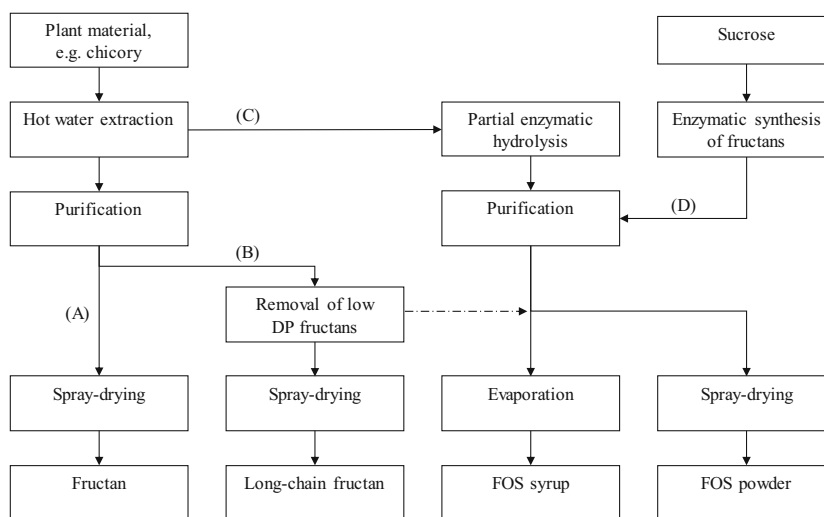 Plant material,
e.g. chicory
Sucrose
Hot water extraction
(C)
Partial enzymatic
hydrolysis
Enzymatic synthesis
of fructans
Purification
Purification
(D)
(B)
(A)
Removal of low
DP fructans
Spray-drying
Spray-drying
Evaporation
Spray-drying
Fructan
Long-chain fructan
FOS syrup
FOS powder